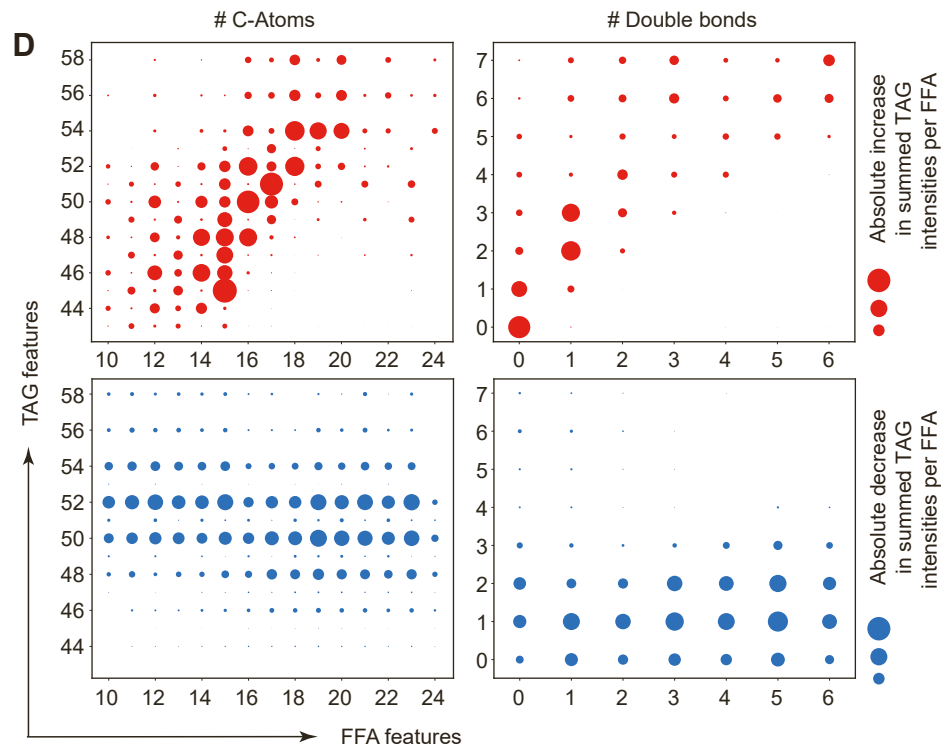 D
# C-Atoms
# Double bonds
58
56
54
52
50
48
46
44
10 12 14 16 18 20 22 24
7
6
5
4
3
2
1
0
0 1 2 3 4 5 6
Absolute increase
in summed TAG
intensities per FFA
TAG features
58
56
54
52
50
48
46
44
10 12 14 16 18 20 22 24
7
6
5
4
3
2
1
0
0 1 2 3 4 5 6
Absolute decrease
in summed TAG
intensities per FFA
FFA features